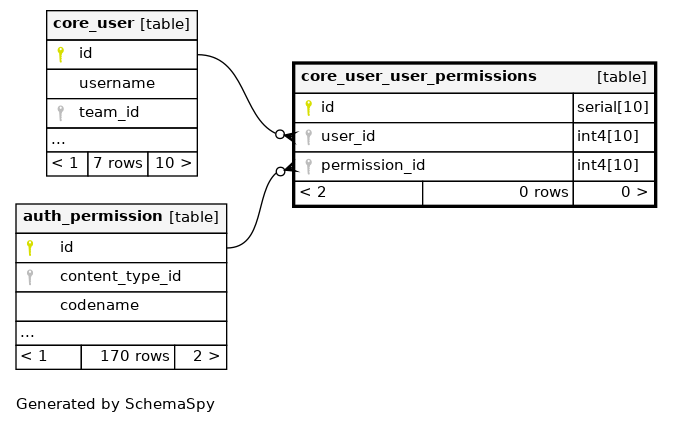 core_user [table]
id
username
team_id
...
< 1 7 rows 10 >
core_user_user_permissions [table]
id serial[10]
user_id int4[10]
permission_id int4[10]
< 2 0 rows 0 >
auth_permission [table]
id
content_type_id
codename
...
< 1 170 rows 2 >
Generated by SchemaSpy